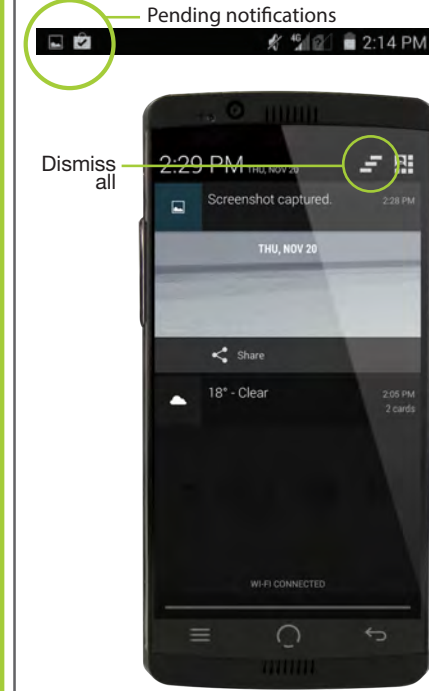 Pending notifications
4G 2:14 PM
Dismiss
all
2:29 PM THU, NOV 20
Screenshot captured. 2:28 PM
THU, NOV 20
Share
18° - Clear 2:05 PM
2 cards
WI-FI CONNECTED